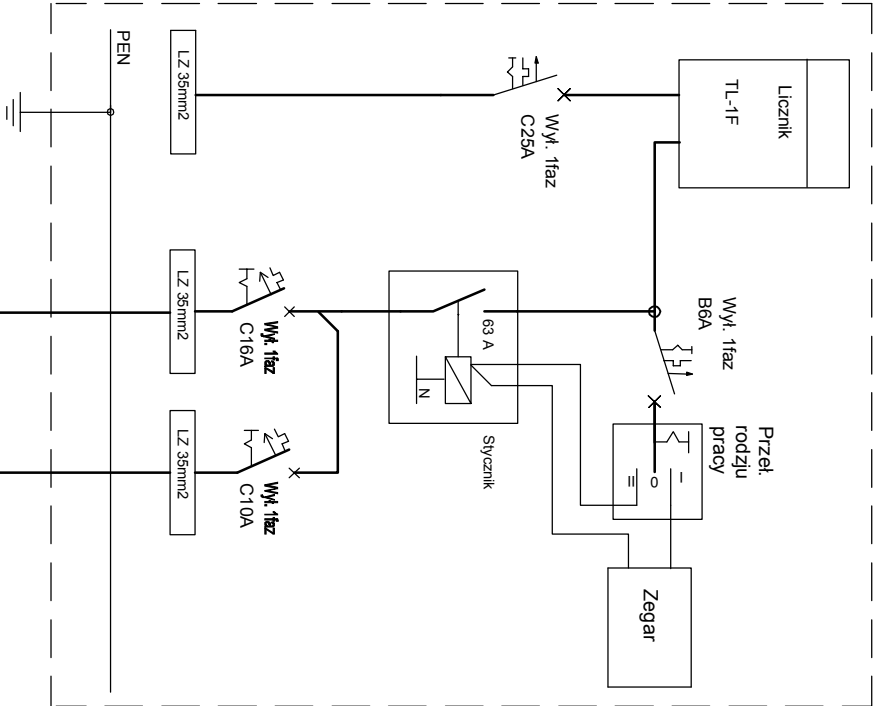 PEN
LZ 35mm2
Wył. 1faz
C25A
Licznik
TL-1F
LZ 35mm2
Wył. 1faz
C16A
63 A
N
Stycznik
Wył. 1faz
B6A
Przeł.
rodzju
pracy
I
0
II
Zegar
LZ 35mm2
Wył. 1faz
C10A